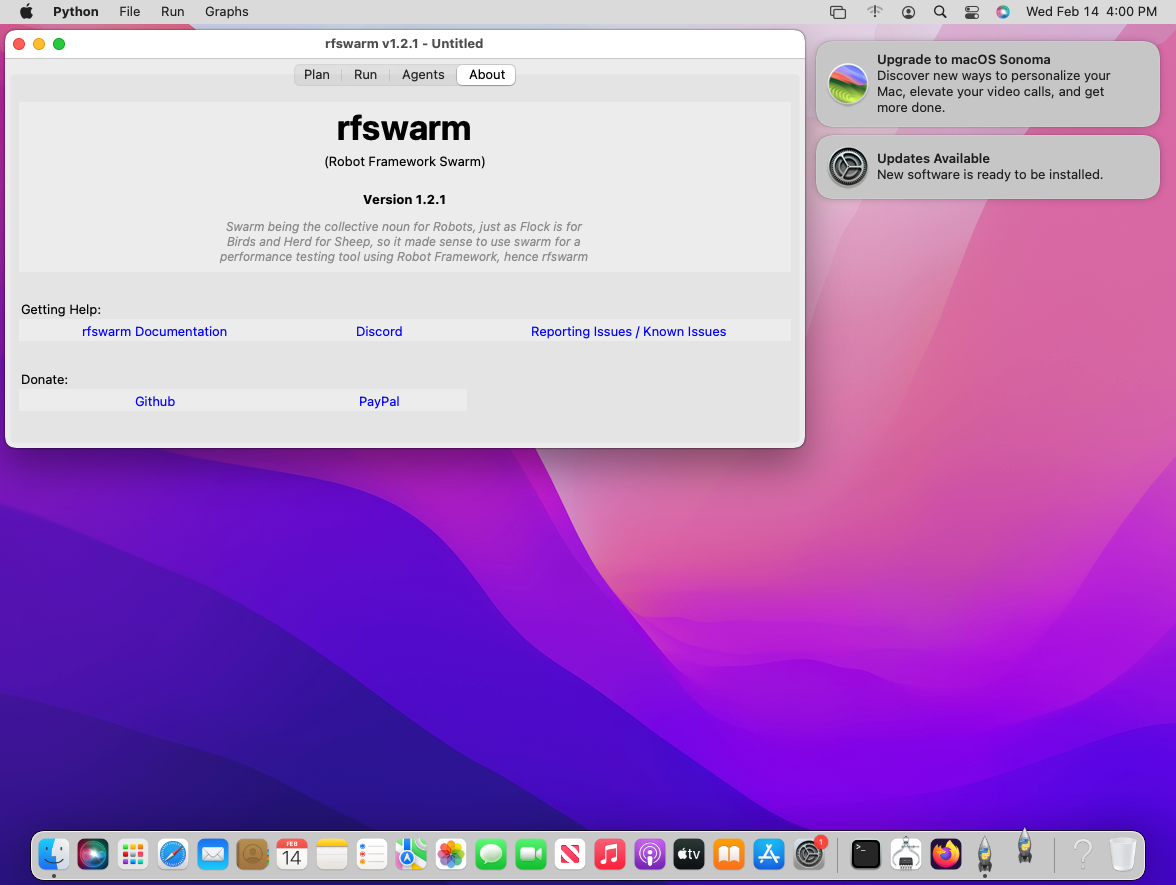 Python File Run Graphs Wed Feb 14 4:00 PM
rfswarm v1.2.1 - Untitled
Plan Run Agents About
rfswarm
(Robot Framework Swarm)
Version 1.2.1
Swarm being the collective noun for Robots, just as Flock is for
Birds and Herd for Sheep, so it made sense to use swarm for a
performance testing tool using Robot Framework, hence rfswarm
Getting Help:
rfswarm Documentation Discord Reporting Issues / Known Issues
Donate:
Github PayPal
Upgrade to macOS Sonoma
Discover new ways to personalize your
Mac, elevate your video calls, and get
more done.
Updates Available
New software is ready to be installed.
FEB
14
tv
1
>_
?